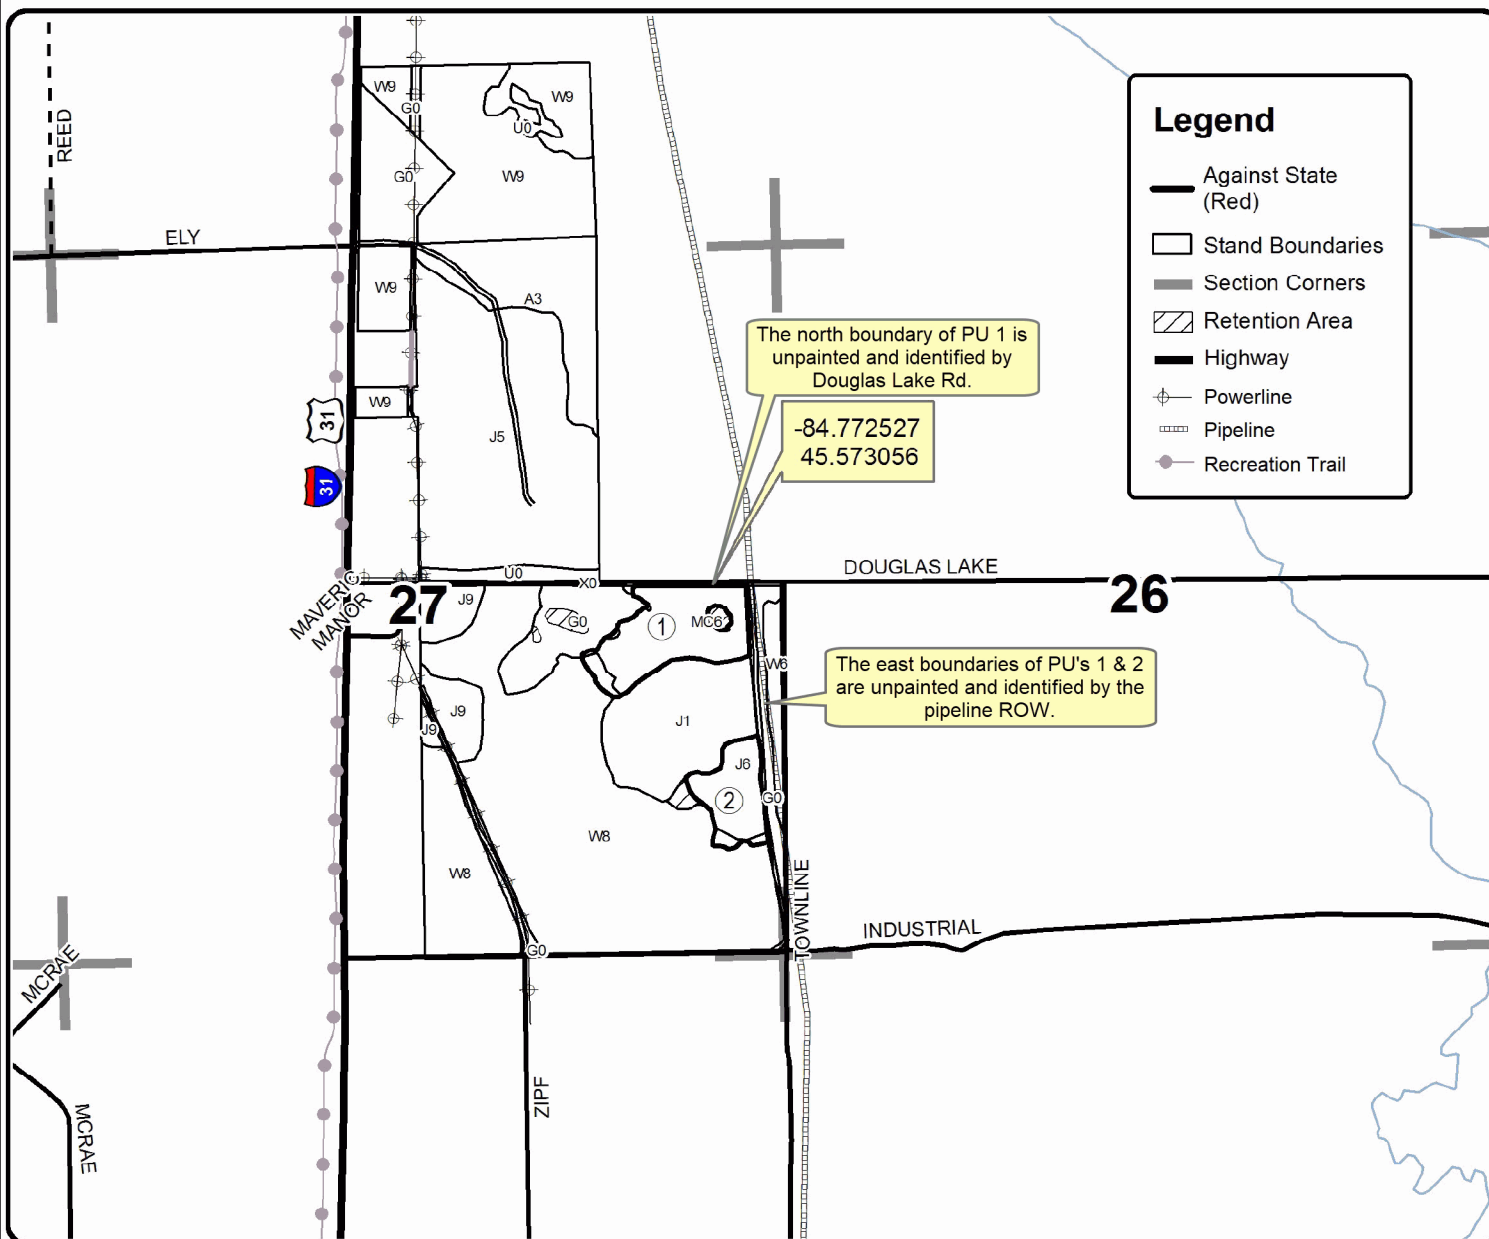 REED
ELY
W9
G0
W9
U0
G0
W9
W9
A3
W9
J5
31
31
The north boundary of PU 1 is
unpainted and identified by
Douglas Lake Rd.
-84.772527
45.573056
Legend
Against State
(Red)
Stand Boundaries
Section Corners
Retention Area
Highway
Powerline
Pipeline
Recreation Trail
DOUGLAS LAKE
U0
X0
G
MAVERI
MANOR
27
26
J9
G0
1
MC6
W6
The east boundaries of PU's 1 & 2
are unpainted and identified by the
pipeline ROW.
J9
J9
J1
J6
2
G0
W8
W8
TOWNLINE
INDUSTRIAL
G0
MCRAE
MCRAE
ZIPF